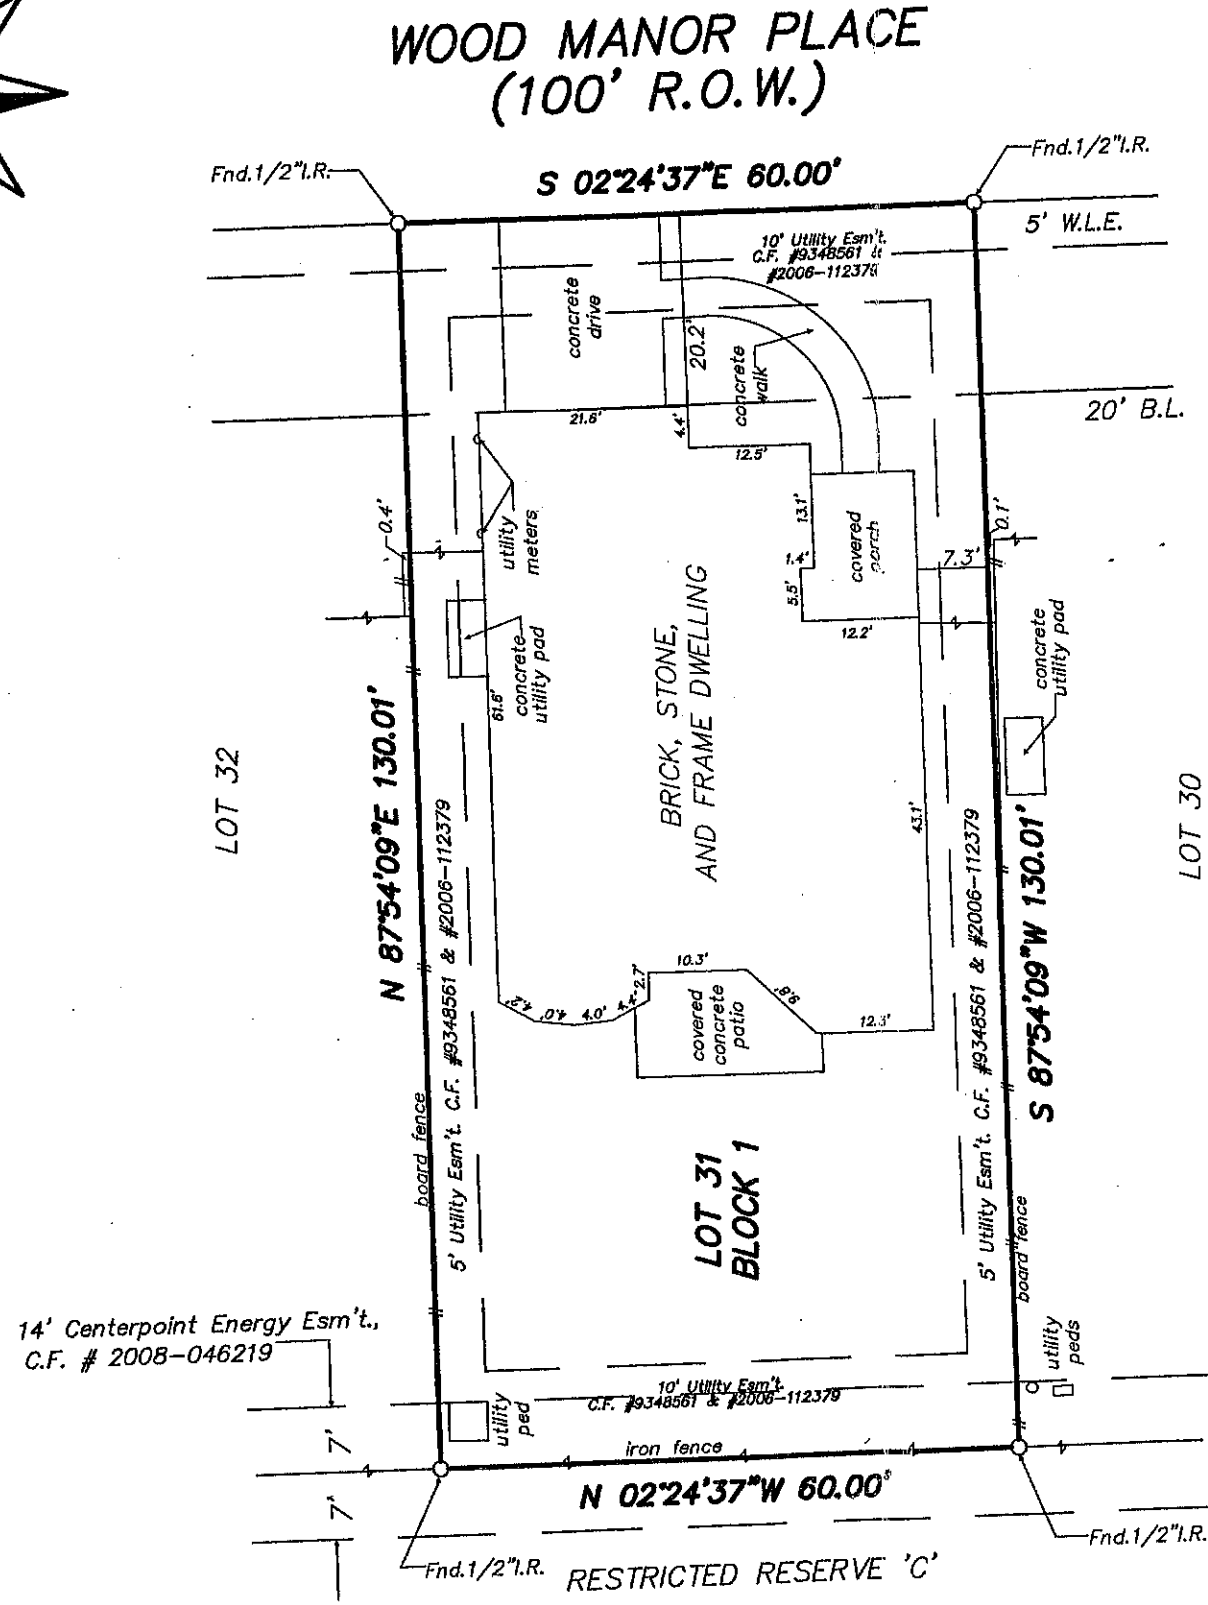 WOOD MANOR PLACE
(100' R.O.W.)
Fnd.1/2"I.R.
S 02°24'37"E 60.00'
Fnd.1/2"I.R.
5' W.L.E.
10' Utility Esm't.
C.F. #9348561 &
#2006-112379
concrete
drive
20.2'
concrete
walk
20' B.L.
21.6'
4.4'
12.5'
0.4'
utility
meters
13.1'
covered
porch
0.1'
7.3'
1.4'
5.5'
12.2'
concrete
utility pad
61.6'
concrete
utility pad
BRICK, STONE,
AND FRAME DWELLING
LOT 32
N 87°54'09"E 130.01'
5' Utility Esm't. C.F. #9348561 & #2006-112379
43.1'
5' Utility Esm't. C.F. #9348561 & #2006-112379
S 87°54'09"W 130.01'
LOT 30
10.3'
2.7'
4.2'
4.0'
4.0'
4.4'
9.8'
12.3'
covered
concrete
patio
board fence
LOT 31
BLOCK 1
board fence
14' Centerpoint Energy Esm't.,
C.F. # 2008-046219
utility
peds
10' Utility Esm't.
C.F. #9348561 & #2006-112379
utility
ped
7'
iron fence
N 02°24'37"W 60.00'
7'
Fnd.1/2"I.R.
Fnd.1/2"I.R.
RESTRICTED RESERVE 'C'